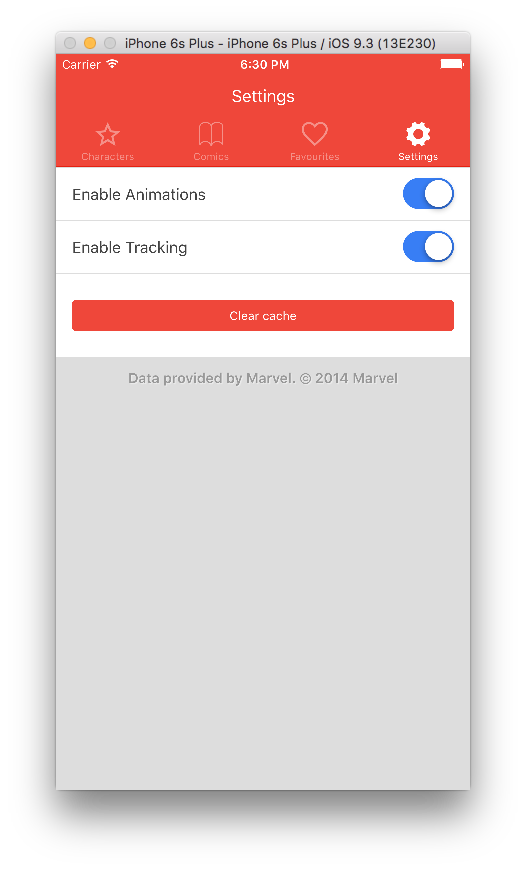 iPhone 6s Plus - iPhone 6s Plus / iOS 9.3 (13E230)
Carrier 6:30 PM
Settings
Characters Comics Favourites Settings
Enable Animations
Enable Tracking
Clear cache
Data provided by Marvel. © 2014 Marvel